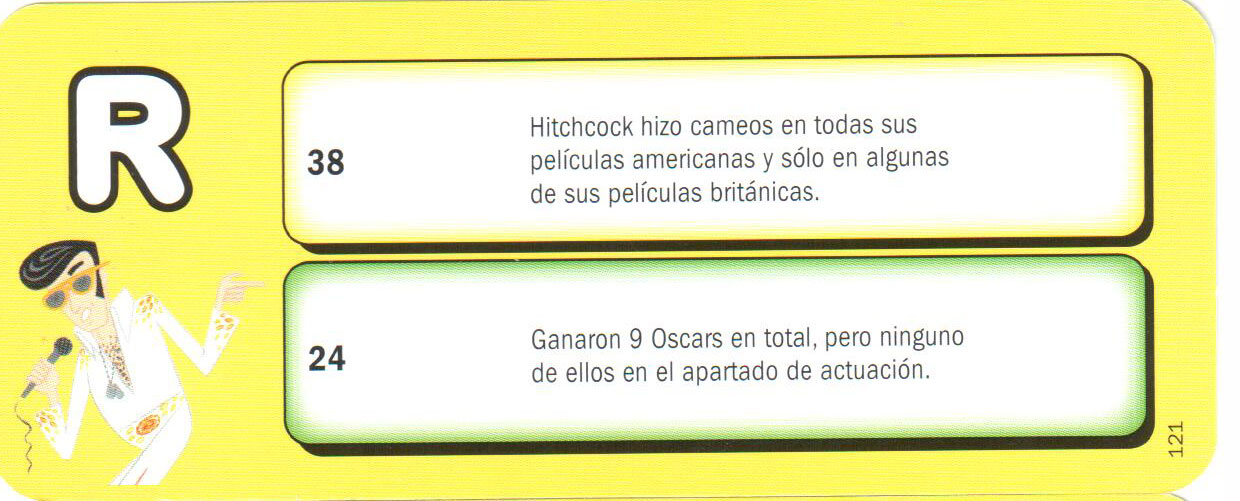 R
38
Hitchcock hizo cameos en todas sus
películas americanas y sólo en algunas
de sus películas británicas.
24
Ganaron 9 Oscars en total, pero ninguno
de ellos en el apartado de actuación.
121